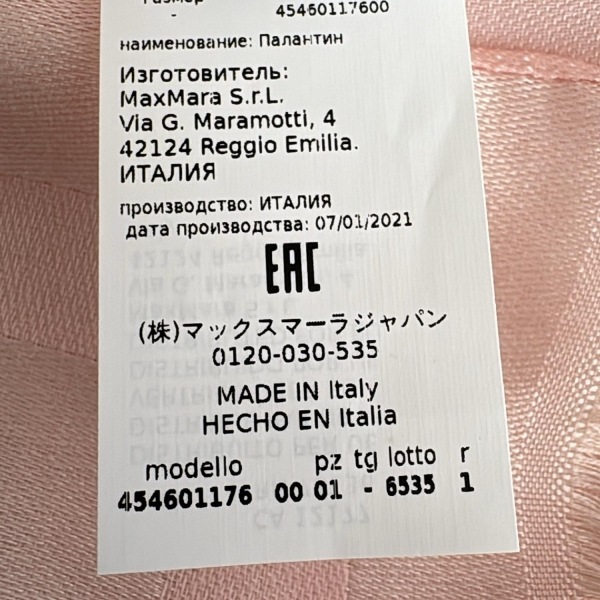 Размер
- 45460117600
наименование: Палантин
Изготовитель:
MaxMara S.r.L.
Via G. Maramotti, 4
42124 Reggio Emilia.
ИТАЛИЯ
производство: ИТАЛИЯ
дата производства: 07/01/2021
EAC
(株)マックスマーラジャパン
0120-030-535
MADE IN Italy
HECHO EN Italia
modello pz tg lotto r
454601176 00 01 - 6535 1